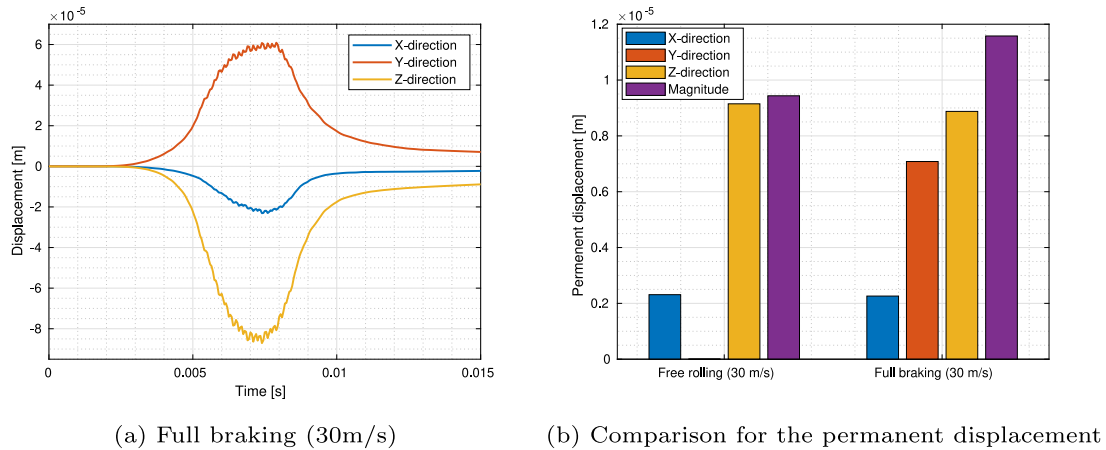 ×10⁻⁵
Displacement [m]
6
4
2
0
-2
-4
-6
-8
0
0.005
0.01
0.015
Time [s]
X-direction
Y-direction
Z-direction
(a) Full braking (30m/s)
×10⁻⁵
Permenent displacement [m]
1.2
1
0.8
0.6
0.4
0.2
0
X-direction
Y-direction
Z-direction
Magnitude
Free rolling (30 m/s)
Full braking (30 m/s)
(b) Comparison for the permanent displacement